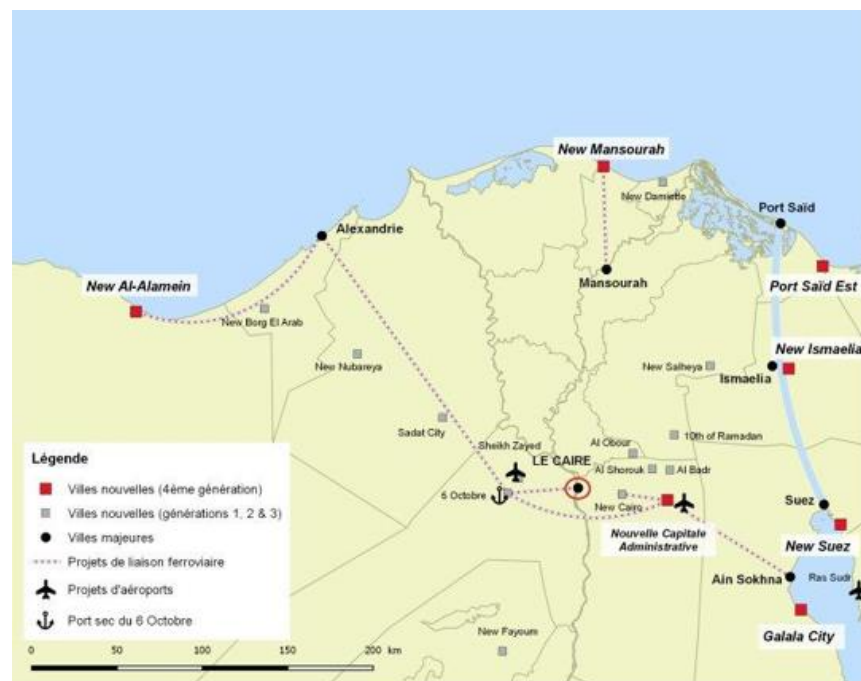 New Mansourah
New Damiette
Port Saïd
Alexandrie
Mansourah
Port Saïd Est
New Al-Alamein
New Borg El Arab
New Nubareya
New Salheya
New Ismaelia
Ismaelia
Sadat City
10th of Ramadan
Sheikh Zayed
Al Obour
LE CAIRE
Al Shorouk
Al Badr
6 Octobre
New Cairo
Suez
Nouvelle Capitale
Administrative
New Suez
Ain Sokhna
Ras Sudr
Galala City
New Fayoum
Légende
Villes nouvelles (4ème génération)
Villes nouvelles (générations 1, 2 & 3)
Villes majeures
Projets de liaison ferroviaire
Projets d'aéroports
Port sec du 6 Octobre
0 50 100 150 200 km